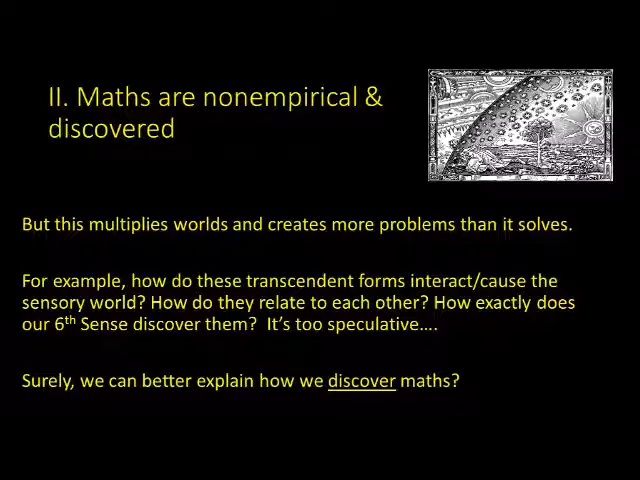 II. Maths are nonempirical &
discovered
But this multiplies worlds and creates more problems than it solves.
For example, how do these transcendent forms interact/cause the
sensory world? How do they relate to each other? How exactly does
our 6th Sense discover them?  It's too speculative....
Surely, we can better explain how we discover maths?